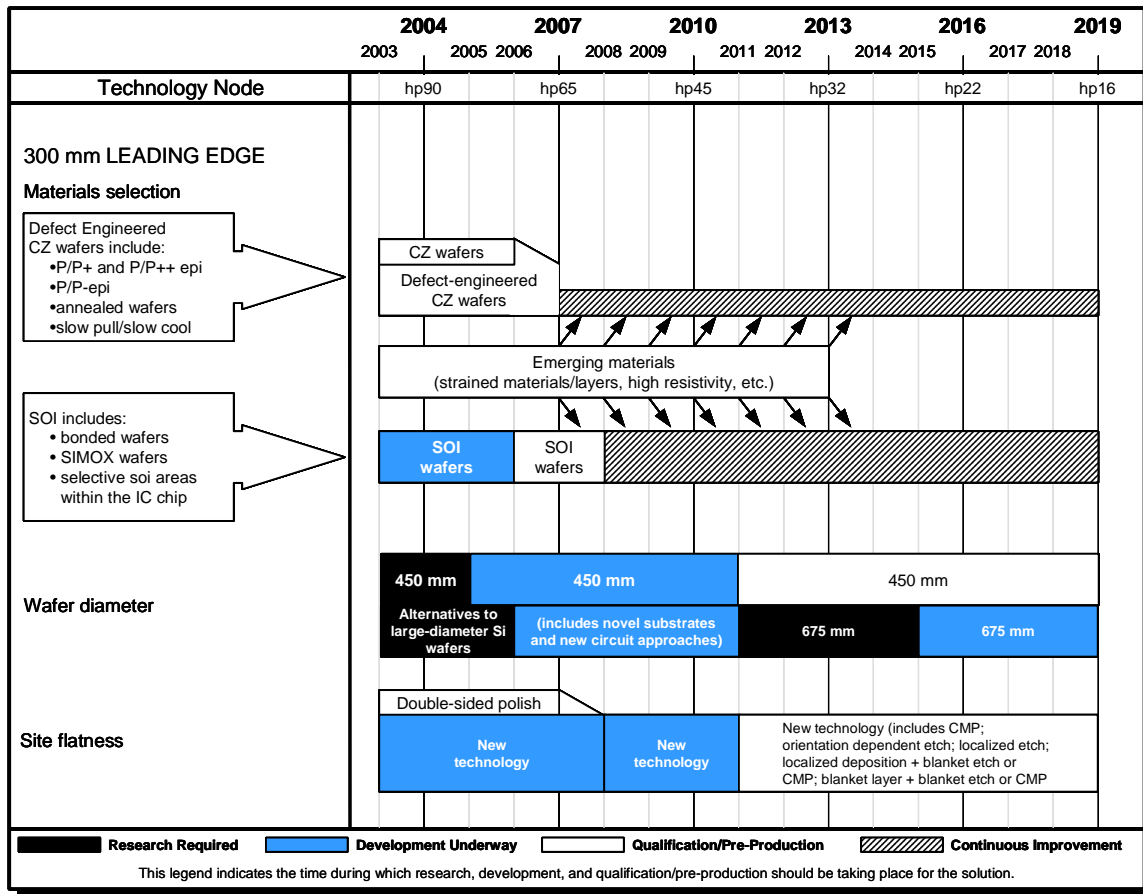 2004 2007 2010 2013 2016 2019
2003 2005 2006 2008 2009 2011 2012 2014 2015 2017 2018
Technology Node hp90 hp65 hp45 hp32 hp22 hp16
300 mm LEADING EDGE
Materials selection
Defect Engineered
CZ wafers include:
•P/P+ and P/P++ epi
•P/P-epi
•annealed wafers
•slow pull/slow cool
CZ wafers
Defect-engineered
CZ wafers
Emerging materials
(strained materials/layers, high resistivity, etc.)
SOI includes:
• bonded wafers
• SIMOX wafers
• selective soi areas
within the IC chip
SOI
wafers
SOI
wafers
Wafer diameter
450 mm 450 mm 450 mm
Alternatives to
large-diameter Si
wafers
(includes novel substrates
and new circuit approaches)
675 mm 675 mm
Site flatness
Double-sided polish
New
technology
New
technology
New technology (includes CMP;
orientation dependent etch; localized etch;
localized deposition + blanket etch or
CMP; blanket layer + blanket etch or CMP
Research Required Development Underway Qualification/Pre-Production Continuous Improvement
This legend indicates the time during which research, development, and qualification/pre-production should be taking place for the solution.